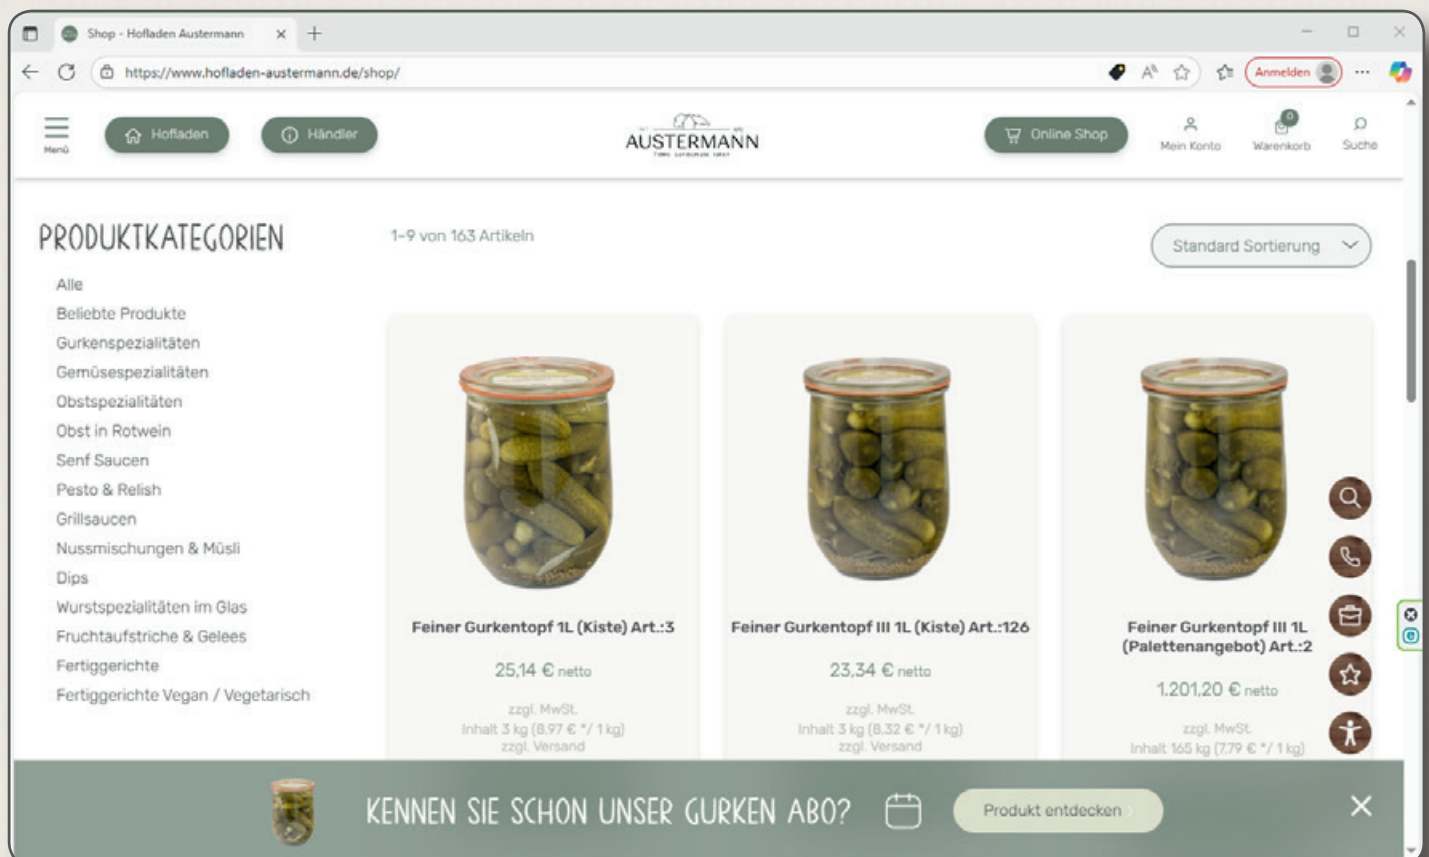 Shop - Hofladen Austermann
https://www.hofladen-austermann.de/shop/
Anmelden
Menü
Hofladen
Händler
AUSTERMANN
Online Shop
Mein Konto
0
Warenkorb
Suche
PRODUKTKATEGORIEN
Alle
Beliebte Produkte
Gurkenspezialitäten
Gemüsespezialitäten
Obstspezialitäten
Obst in Rotwein
Senf Saucen
Pesto & Relish
Grillsaucen
Nussmischungen & Müsli
Dips
Wurstspezialitäten im Glas
Fruchtaufstriche & Gelees
Fertiggerichte
Fertiggerichte Vegan / Vegetarisch
1-9 von 163 Artikeln
Standard Sortierung
Feiner Gurkentopf 1L (Kiste) Art.:3
25,14 € netto
zzgl. MwSt.
Inhalt 3 kg (8,97 € */ 1 kg)
zzgl. Versand
Feiner Gurkentopf III 1L (Kiste) Art.:126
23,34 € netto
zzgl. MwSt.
Inhalt 3 kg (8,32 € */ 1 kg)
zzgl. Versand
Feiner Gurkentopf III 1L
(Palettenangebot) Art.:2
1.201,20 € netto
zzgl. MwSt.
Inhalt 165 kg (7,79 € */ 1 kg)
KENNEN SIE SCHON UNSER GURKEN ABO?
Produkt entdecken